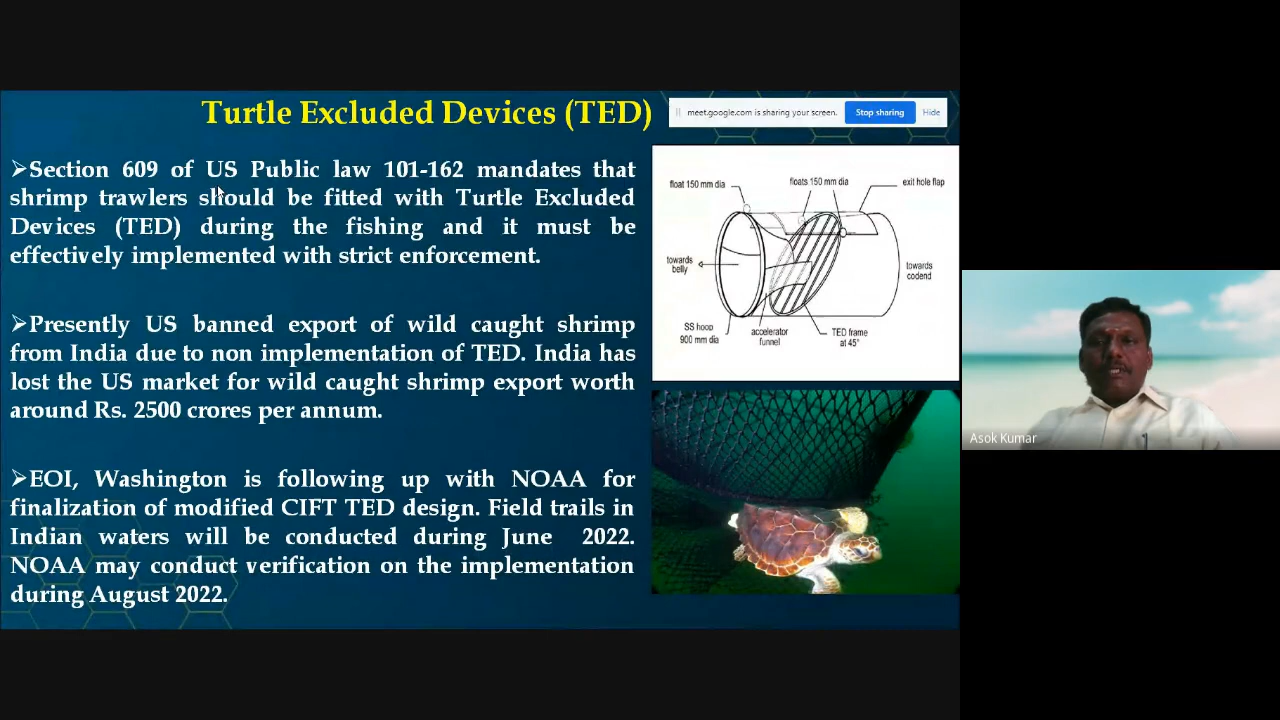 Turtle Excluded Devices (TED)
meet.google.com is sharing your screen.
Stop sharing
Hide
➢Section 609 of US Public law 101-162 mandates that
shrimp trawlers should be fitted with Turtle Excluded
Devices (TED) during the fishing and it must be
effectively implemented with strict enforcement.
➢Presently US banned export of wild caught shrimp
from India due to non implementation of TED. India has
lost the US market for wild caught shrimp export worth
around Rs. 2500 crores per annum.
➢EOI, Washington is following up with NOAA for
finalization of modified CIFT TED design. Field trails in
Indian waters will be conducted during June 2022.
NOAA may conduct verification on the implementation
during August 2022.
float 150 mm dia
floats 150 mm dia
exit hole flap
towards
belly
towards
codend
SS hoop
900 mm dia
accelerator
funnel
TED frame
at 45°
Asok Kumar